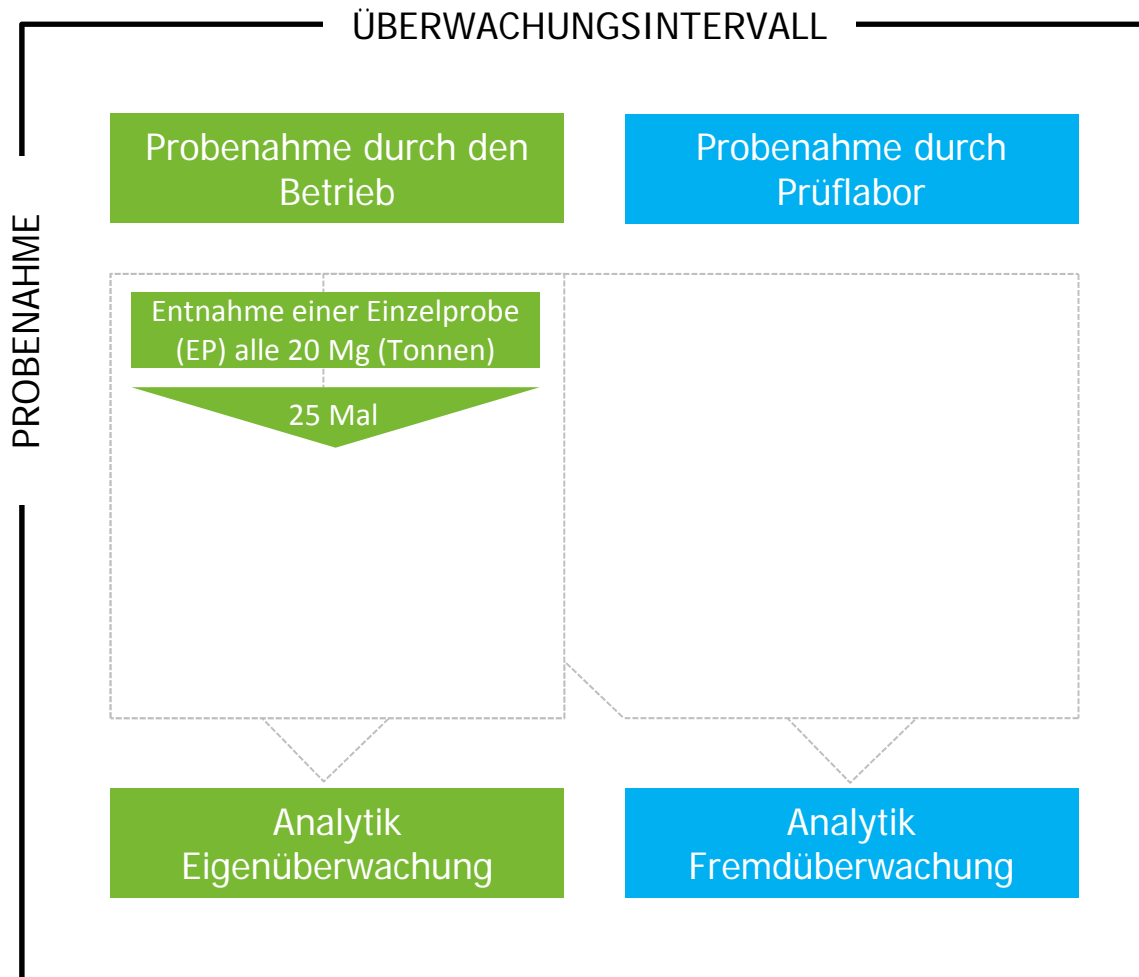 ÜBERWACHUNGSINTERVALL
PROBENAHME
Probenahme durch den
Betrieb
Probenahme durch
Prüflabor
Entnahme einer Einzelprobe
(EP) alle 20 Mg (Tonnen)
25 Mal
Analytik
Eigenüberwachung
Analytik
Fremdüberwachung